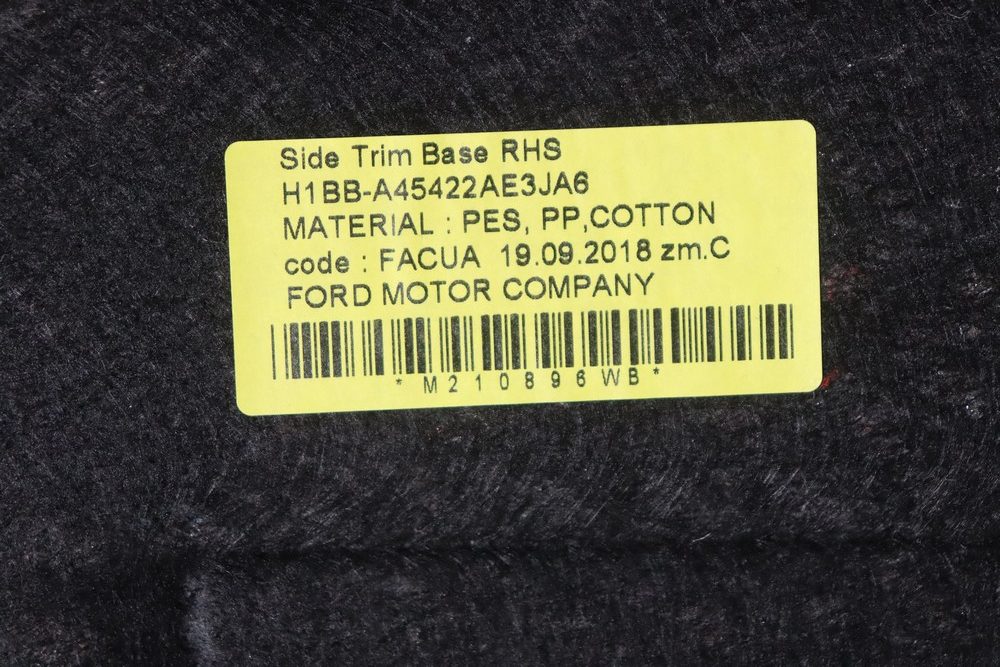 Side Trim Base RHS
H1BB-A45422AE3JA6
MATERIAL : PES, PP,COTTON
code : FACUA 19.09.2018 zm.C
FORD MOTOR COMPANY
*M210896WB*